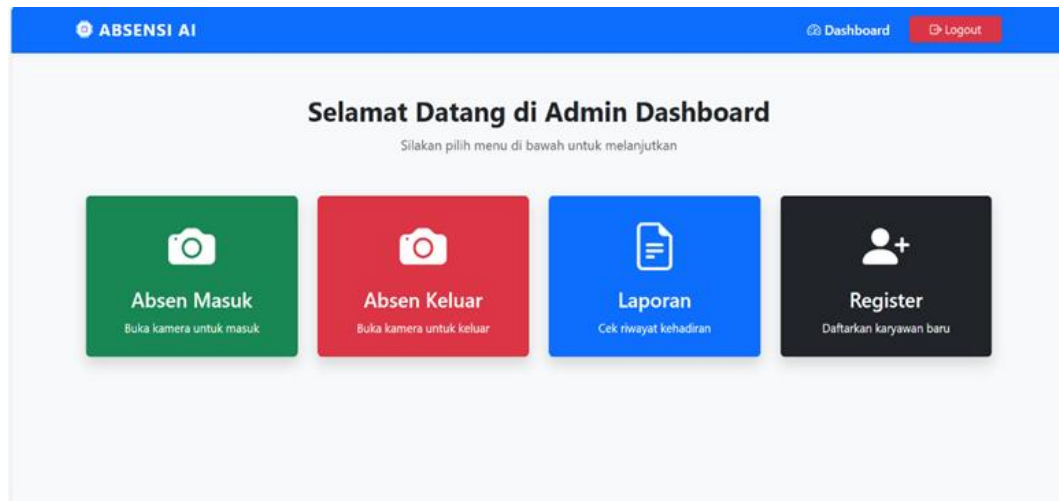 ABSENSI AI
Dashboard
Logout
Selamat Datang di Admin Dashboard
Silakan pilih menu di bawah untuk melanjutkan
Absen Masuk
Buka kamera untuk masuk
Absen Keluar
Buka kamera untuk keluar
Laporan
Cek riwayat kehadiran
Register
Daftarkan karyawan baru